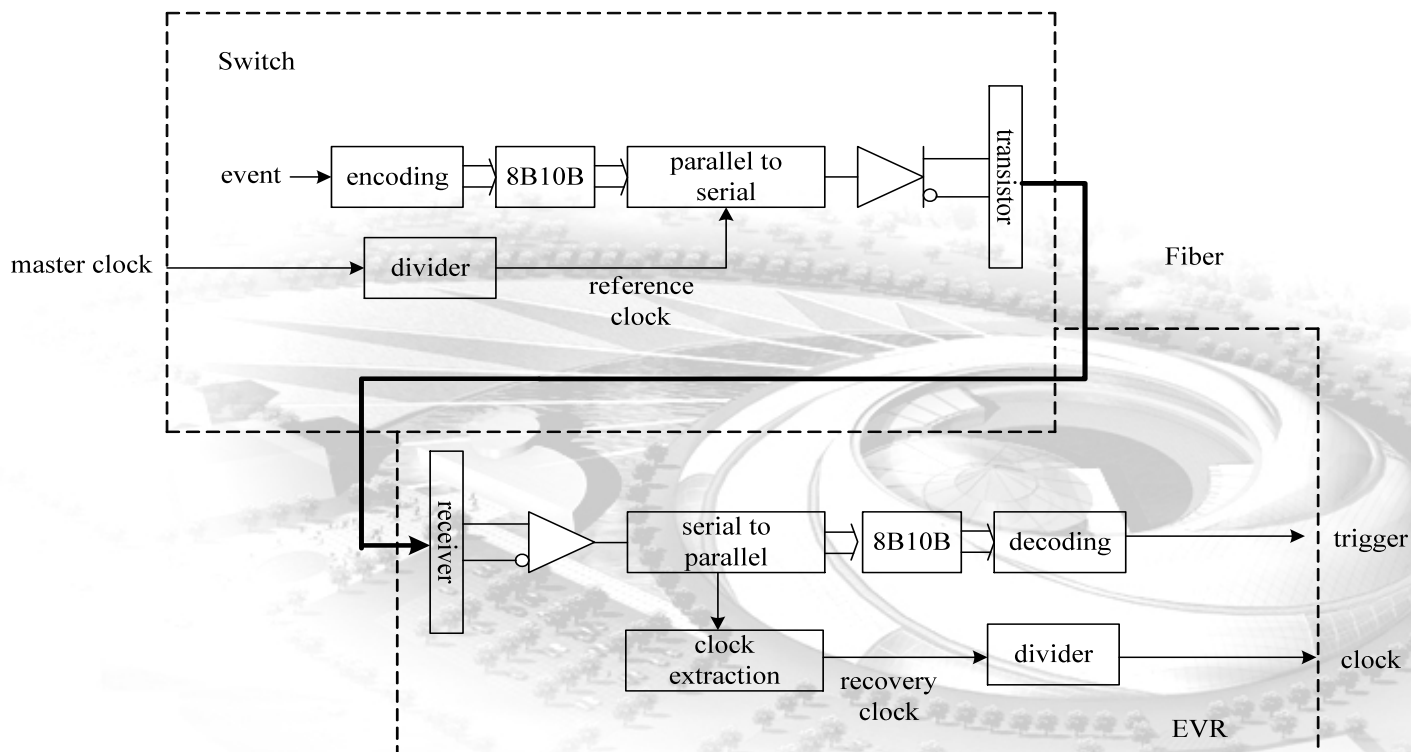 Switch
event
encoding
8B10B
parallel to
serial
transistor
master clock
divider
reference
clock
Fiber
receiver
serial to
parallel
8B10B
decoding
trigger
clock
extraction
recovery
clock
divider
clock
EVR